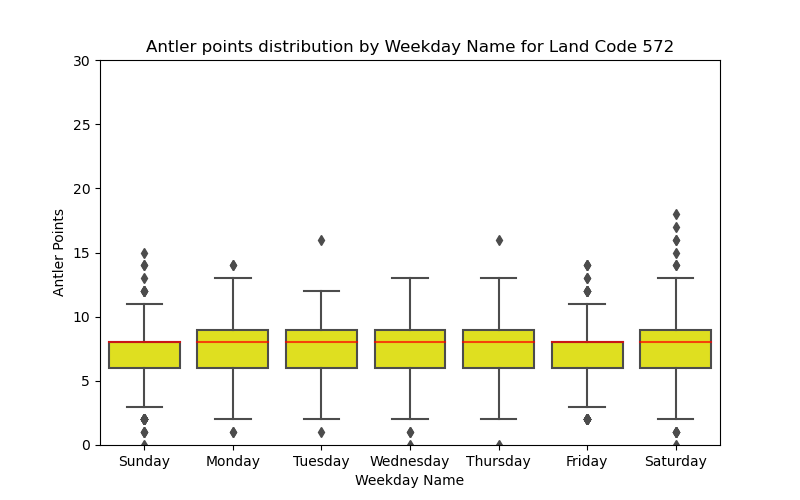 Antler points distribution by Weekday Name for Land Code 572
30
25
20
15
10
5
0
Antler Points
Sunday Monday Tuesday Wednesday Thursday Friday Saturday
Weekday Name